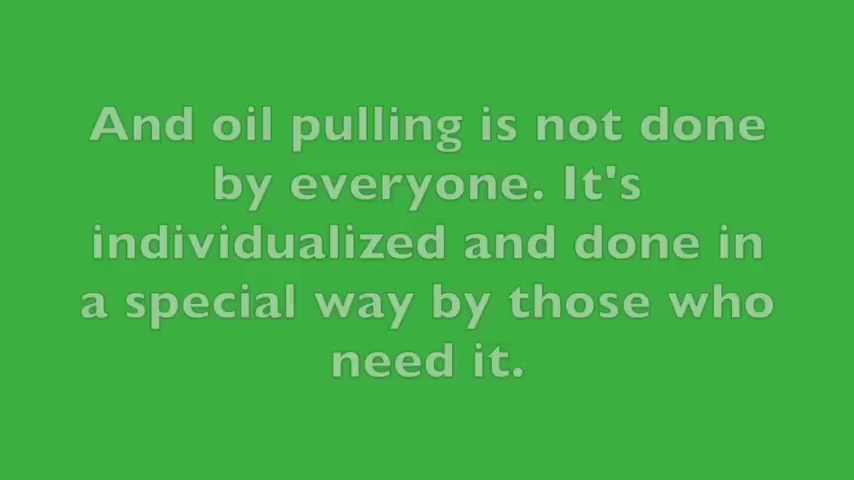 And oil pulling is not done
by everyone. It's
individualized and done in
a special way by those who
need it.